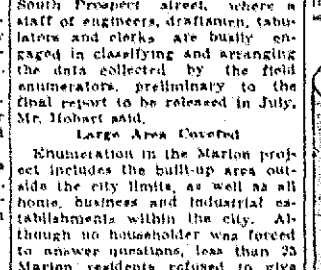 South Prospect street, where a
staff of engineers, draftsmen, tabu-
lators and clerks are busily en-
gaged in classifying and arranging
the data collected by the field
enumerators, preliminary to the
final report to be released in July,
Mr. Hobart said.
Large Area Covered
Enumeration in the Marion proj-
ect includes the built-up area out-
side the city limits, as well as all
home, business and industrial es-
tablishments within the city. Al-
though no householder was forced
to answer questions, less than 25
Marion residents refused to give